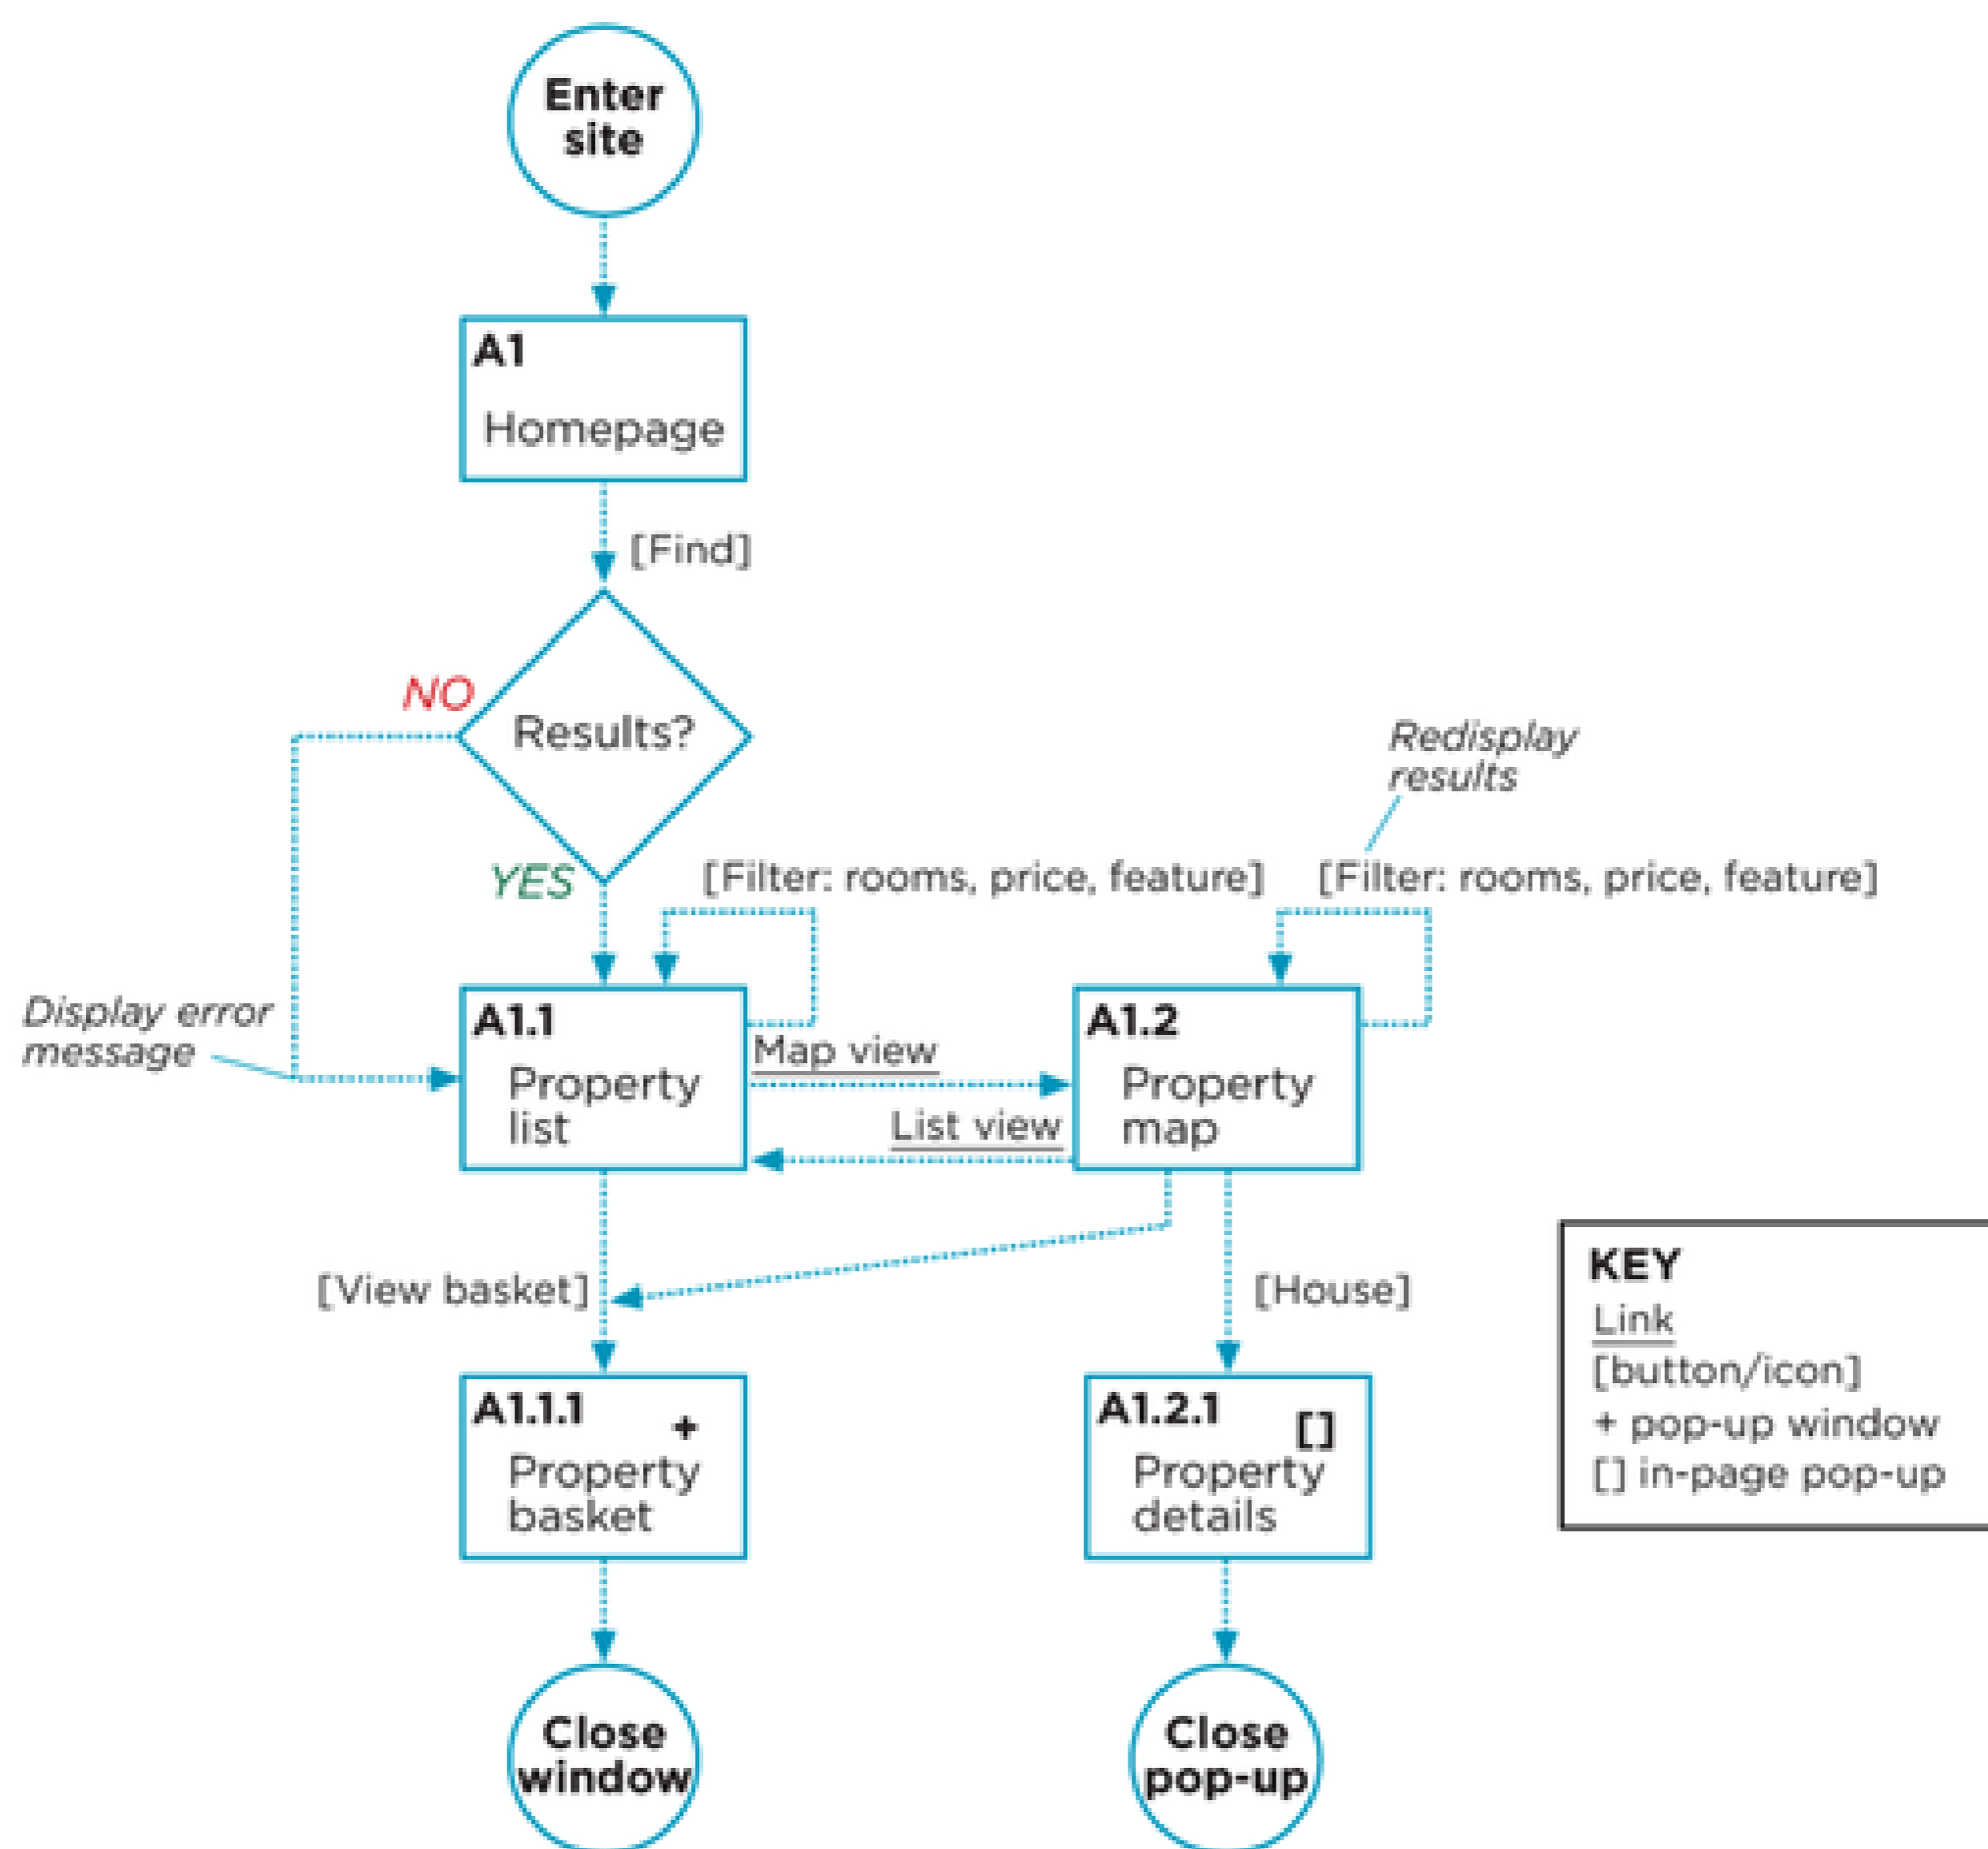 Enter
site
A1
Homepage
[Find]
NO
Results?
YES
Redisplay
results
[Filter: rooms, price, feature]
[Filter: rooms, price, feature]
Display error
message
A1.1
Property
list
Map view
List view
A1.2
Property
map
[View basket]
[House]
A1.1.1
+
Property
basket
A1.2.1
[]
Property
details
KEY
Link
[button/icon]
+ pop-up window
[] in-page pop-up
Close
window
Close
pop-up